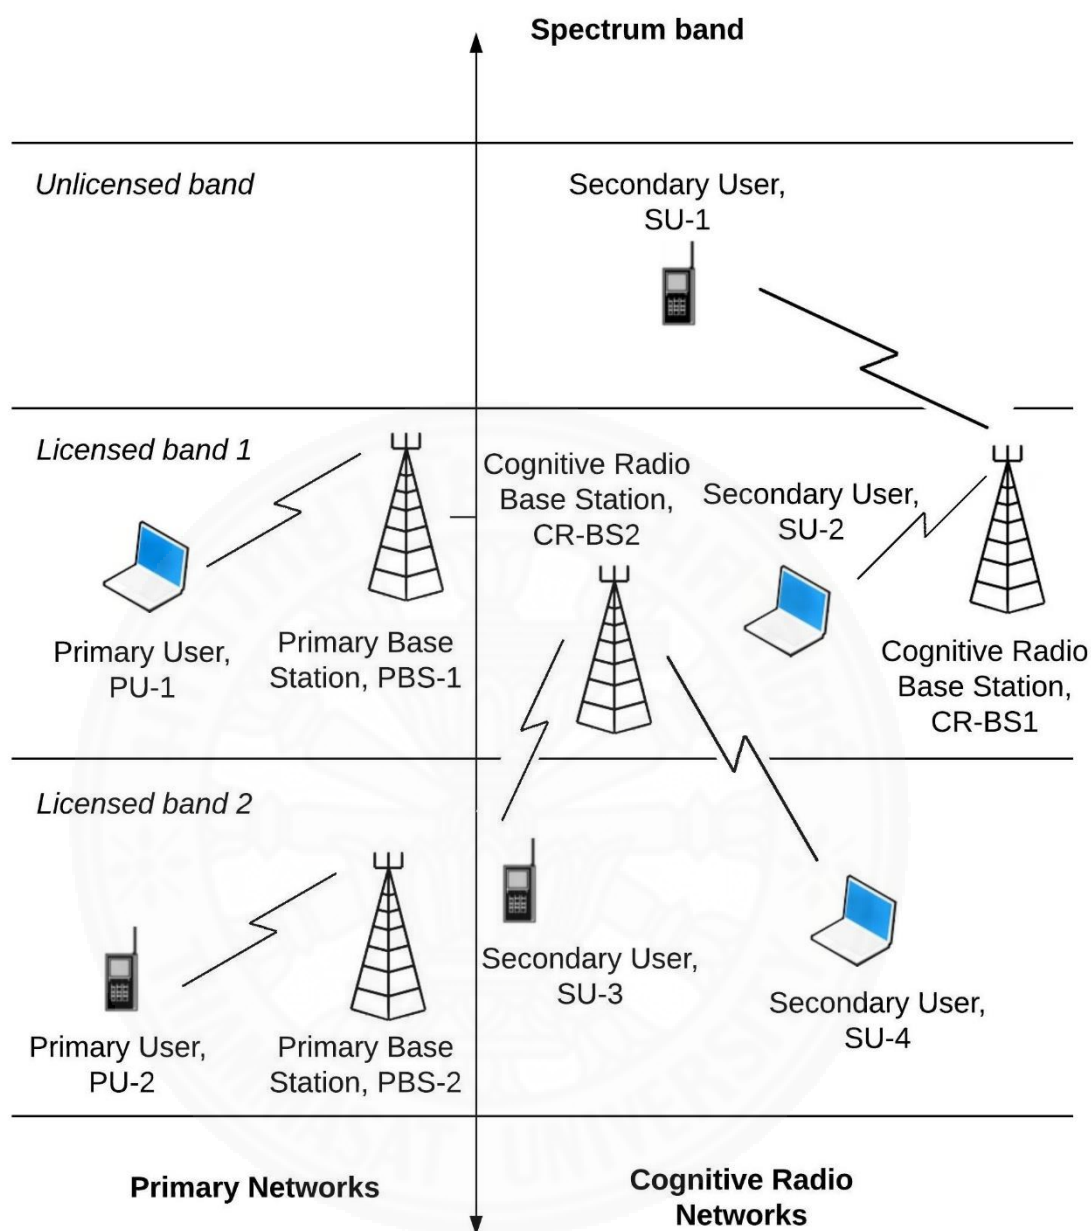 Spectrum band
Unlicensed band
Secondary User,
SU-1
Licensed band 1
Cognitive Radio
Base Station,
CR-BS2
Secondary User,
SU-2
Primary User,
PU-1
Primary Base
Station, PBS-1
Cognitive Radio
Base Station,
CR-BS1
Licensed band 2
Secondary User,
SU-3
Secondary User,
SU-4
Primary User,
PU-2
Primary Base
Station, PBS-2
Primary Networks
Cognitive Radio
Networks